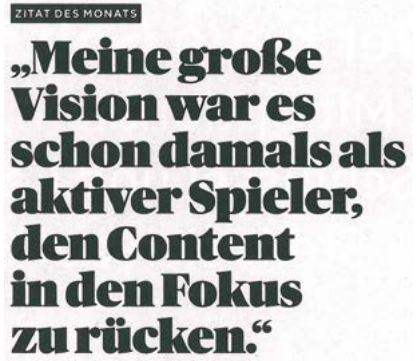 ZITAT DES MONATS
„Meine große
Vision war es
schon damals als
aktiver Spieler,
den Content
in den Fokus
zu rücken.“